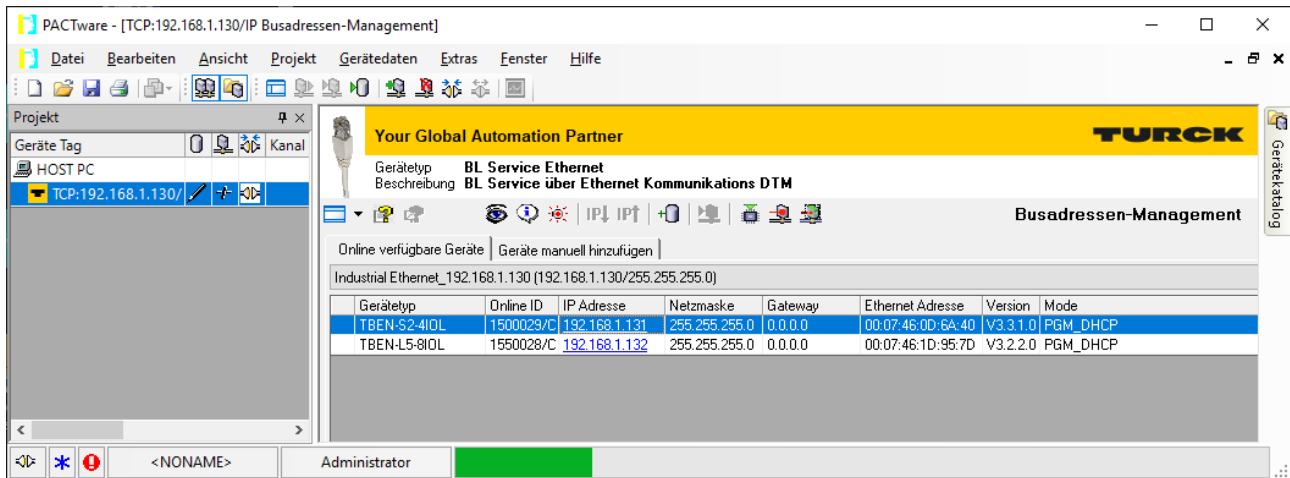 PACTware - [TCP:192.168.1.130/IP Busadressen-Management]
Datei Bearbeiten Ansicht Projekt Gerätedaten Extras Fenster Hilfe
Projekt
Geräte Tag Kanal
HOST PC
TCP:192.168.1.130/
Your Global Automation Partner
TURCK
Gerätetyp BL Service Ethernet
Beschreibung BL Service über Ethernet Kommunikations DTM
Busadressen-Management
Online verfügbare Geräte Geräte manuell hinzufügen
Industrial Ethernet_192.168.1.130 (192.168.1.130/255.255.255.0)
Gerätetyp Online ID IP Adresse Netzmaske Gateway Ethernet Adresse Version Mode
TBEN-S2-4IOL 1500029/C 192.168.1.131 255.255.255.0 0.0.0.0 00:07:46:0D:6A:40 V3.3.1.0 PGM_DHCP
TBEN-L5-8IOL 1550028/C 192.168.1.132 255.255.255.0 0.0.0.0 00:07:46:1D:95:7D V3.2.2.0 PGM_DHCP
Gerätekatalog
<NONAME> Administrator